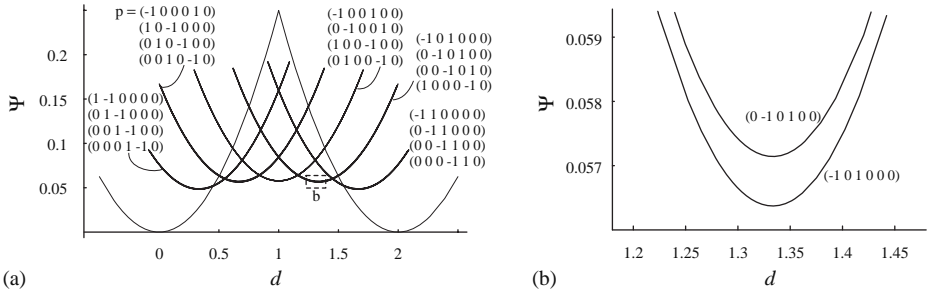 p = (-1 0 0 0 1 0)
(1 0 -1 0 0 0)
(0 1 0 -1 0 0)
(0 0 1 0 -1 0)
(-1 0 0 1 0 0)
(0 -1 0 0 1 0)
(1 0 0 -1 0 0)
(0 1 0 0 -1 0)
(-1 0 1 0 0 0)
(0 -1 0 1 0 0)
(0 0 -1 0 1 0)
(1 0 0 0 -1 0)
(1 -1 0 0 0 0)
(0 1 -1 0 0 0)
(0 0 1 -1 0 0)
(0 0 0 1 -1 0)
(-1 1 0 0 0 0)
(0 -1 1 0 0 0)
(0 0 -1 1 0 0)
(0 0 0 -1 1 0)
0.2
0.15
0.1
0.05
Ψ
b
0 0.5 1 1.5 2
d
(a)
0.059
0.058
0.057
Ψ
(0 -1 0 1 0 0)
(-1 0 1 0 0 0)
1.2 1.25 1.3 1.35 1.4 1.45
d
(b)